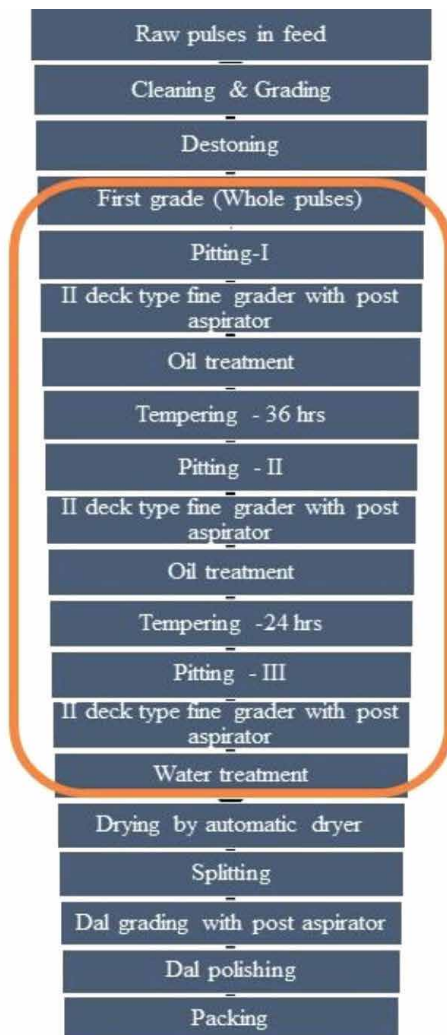 Raw pulses in feed
Cleaning & Grading
Destoning
First grade (Whole pulses)
Pitting-I
II deck type fine grader with post
aspirator
Oil treatment
Tempering - 36 hrs
Pitting - II
II deck type fine grader with post
aspirator
Oil treatment
Tempering -24 hrs
Pitting - III
II deck type fine grader with post
aspirator
Water treatment
Drying by automatic dryer
Splitting
Dal grading with post aspirator
Dal polishing
Packing